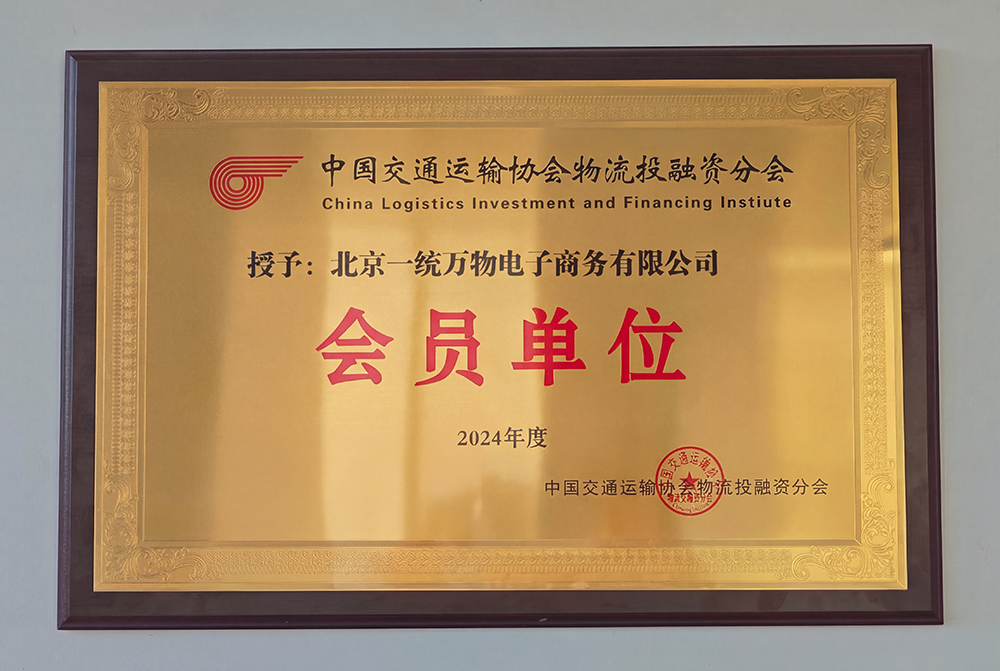 中国交通运输协会物流投融资分会
China Logistics Investment and Financing Instiute
授予：北京一统万物电子商务有限公司
会员单位
2024年度
中国交通运输协会物流投融资分会